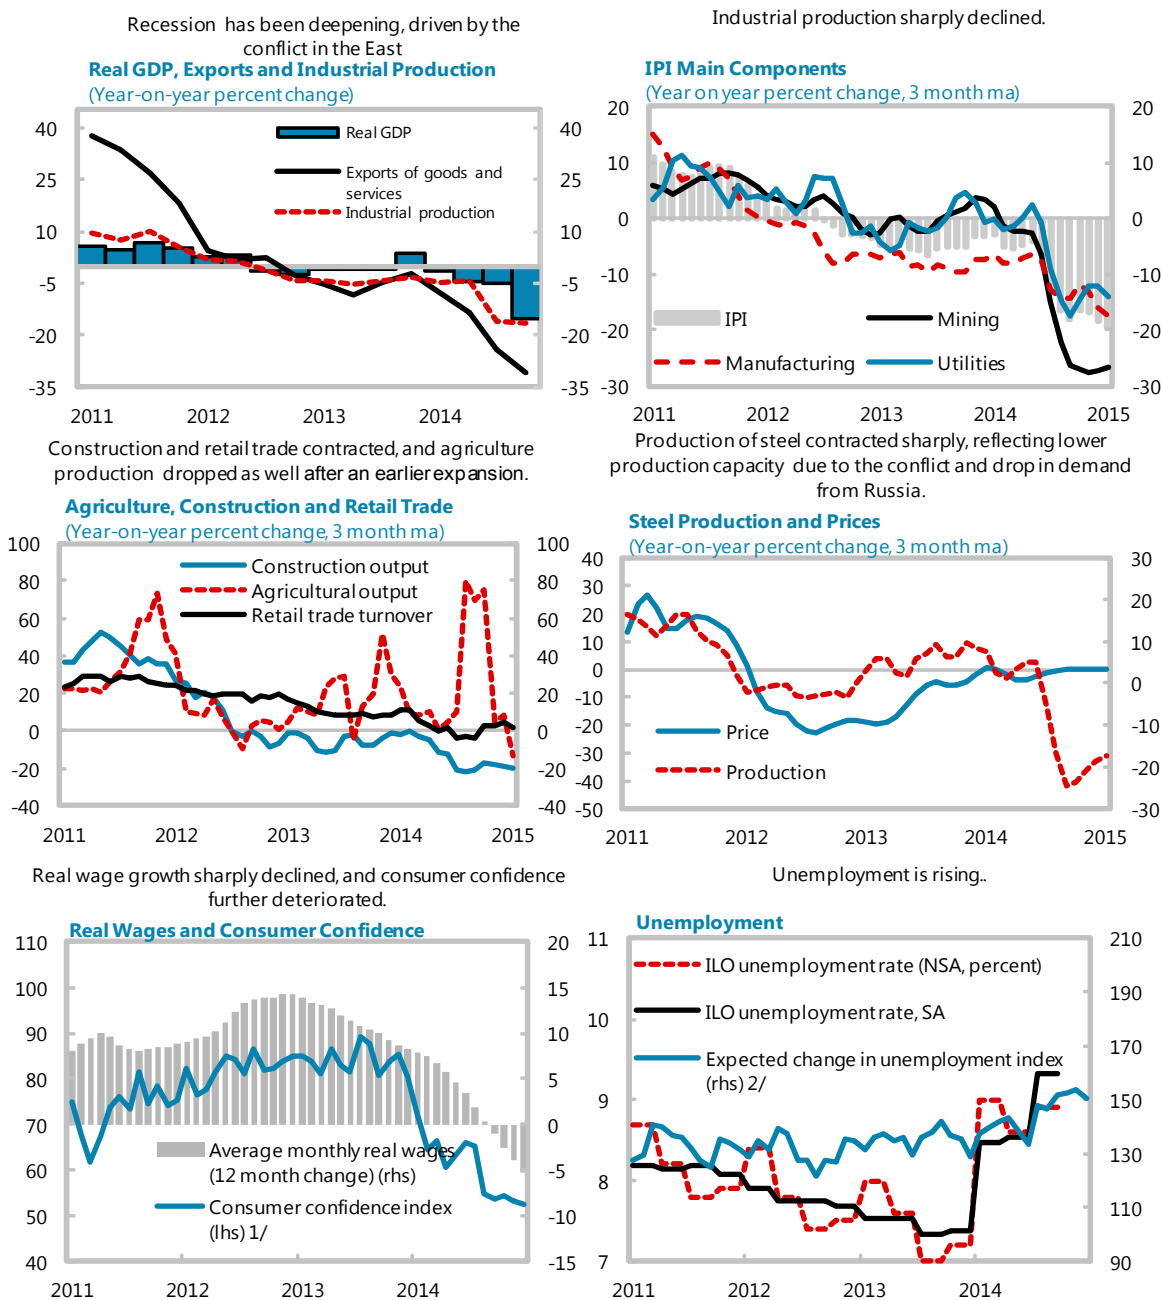 Recession has been deepening, driven by the
conflict in the East
Real GDP, Exports and Industrial Production
(Year-on-year percent change)
40
25
10
-5
-20
-35
40
25
10
-5
-20
-35
Real GDP
Exports of goods and
services
Industrial production
2011
2012
2013
2014
Industrial production sharply declined.
IPI Main Components
(Year on year percent change, 3 month ma)
20
10
0
-10
-20
-30
20
10
0
-10
-20
-30
IPI
Mining
Manufacturing
Utilities
2011
2012
2013
2014
2015
Construction and retail trade contracted, and agriculture
production dropped as well after an earlier expansion.
Agriculture, Construction and Retail Trade
(Year-on-year percent change, 3 month ma)
100
80
60
40
20
0
-20
-40
100
80
60
40
20
0
-20
-40
Construction output
Agricultural output
Retail trade turnover
2011
2012
2013
2014
2015
Production of steel contracted sharply, reflecting lower
production capacity due to the conflict and drop in demand
from Russia.
Steel Production and Prices
(Year-on-year percent change, 3 month ma)
40
30
20
10
0
-10
-20
-30
-40
-50
30
20
10
0
-10
-20
-30
Price
Production
2011
2012
2013
2014
2015
Real wage growth sharply declined, and consumer confidence
further deteriorated.
Real Wages and Consumer Confidence
110
100
90
80
70
60
50
40
20
15
10
5
0
-5
-10
-15
Average monthly real wages
(12 month change) (rhs)
Consumer confidence index
(lhs) 1/
2011
2012
2013
2014
Unemployment is rising..
Unemployment
11
10
9
8
7
210
190
170
150
130
110
90
ILO unemployment rate (NSA, percent)
ILO unemployment rate, SA
Expected change in unemployment index
(rhs) 2/
2011
2012
2013
2014